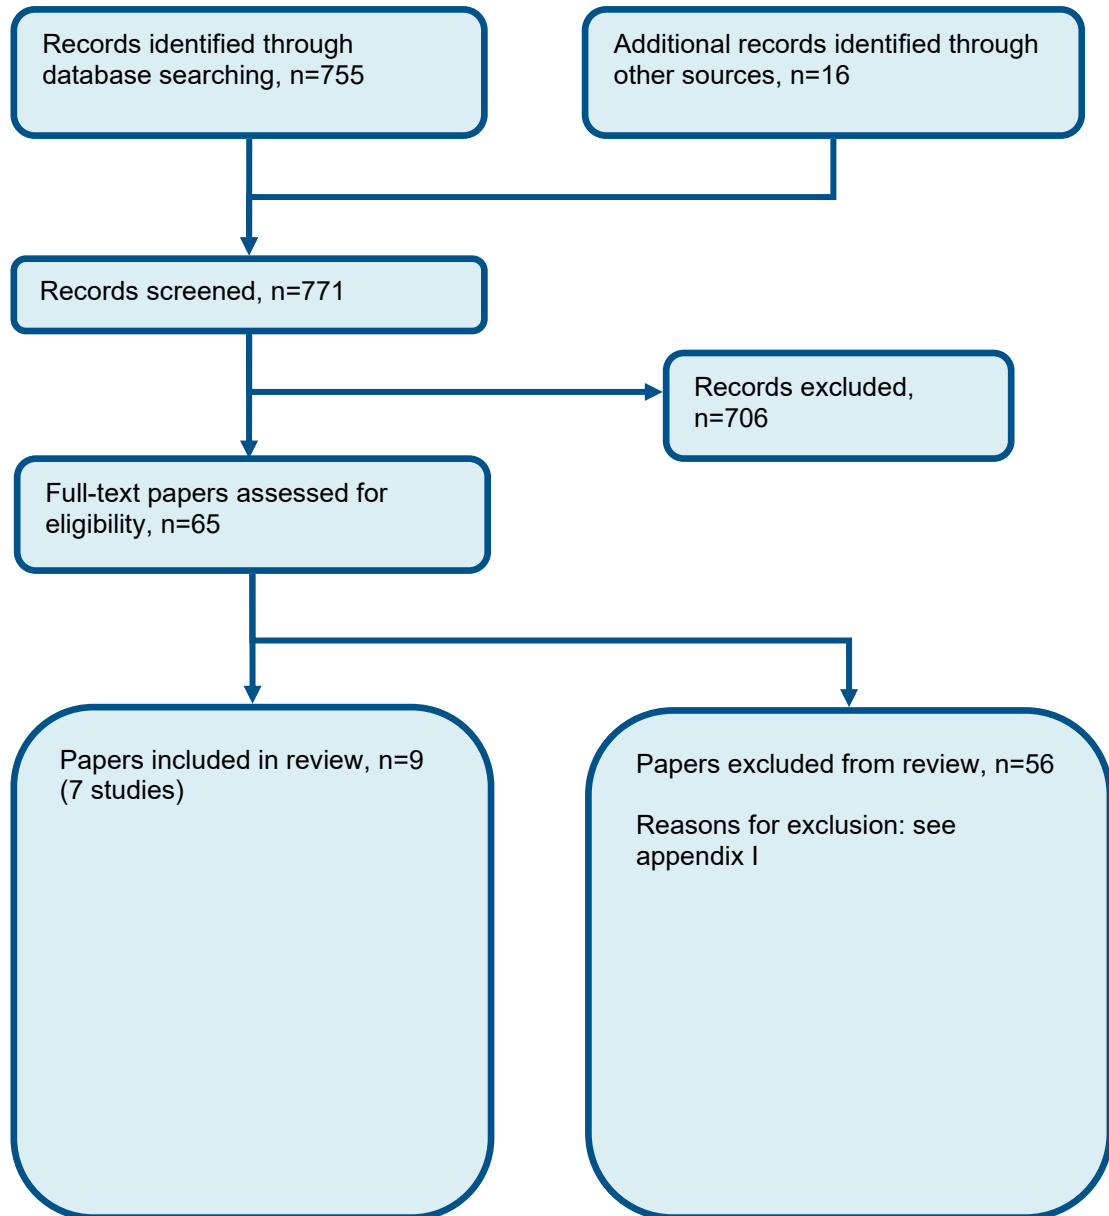 Records identified through
database searching, n=755
Additional records identified through
other sources, n=16
Records screened, n=771
Records excluded,
n=706
Full-text papers assessed for
eligibility, n=65
Papers included in review, n=9
(7 studies)
Papers excluded from review, n=56
Reasons for exclusion: see
appendix I